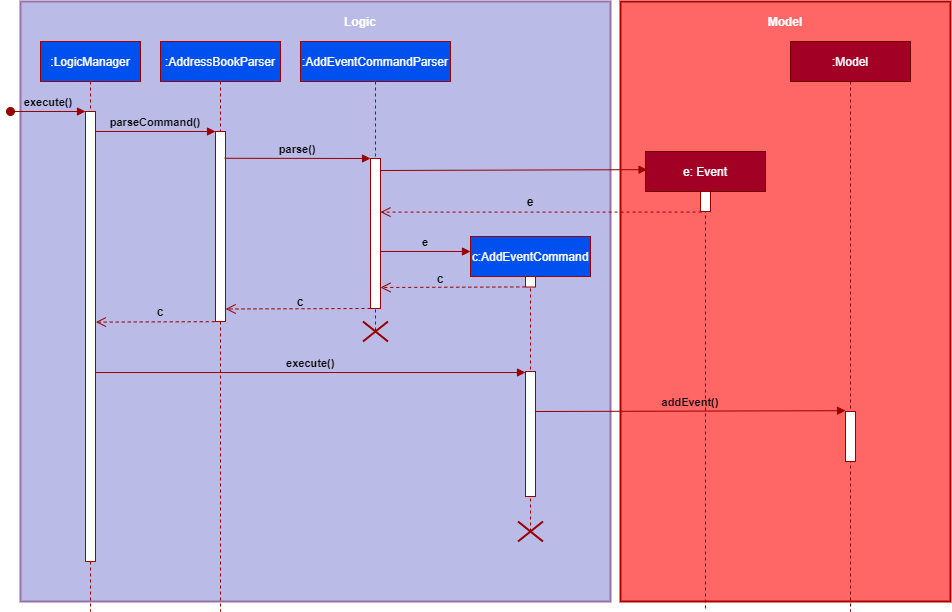 Logic
Model
:LogicManager
:AddressBookParser
:AddEventCommandParser
:Model
execute()
parseCommand()
parse()
e: Event
e
e
c:AddEventCommand
c
c
c
execute()
addEvent()